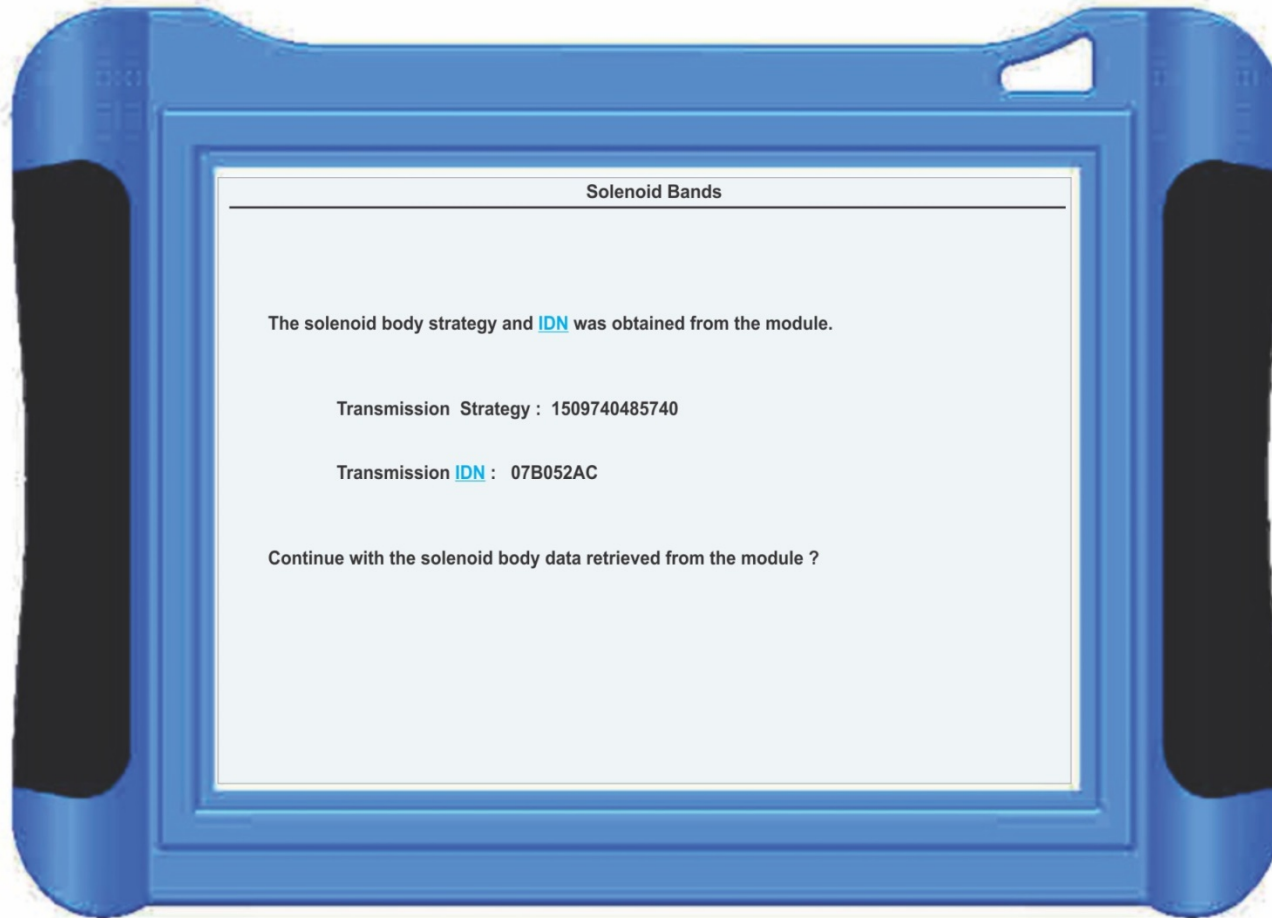 Solenoid Bands
The solenoid body strategy and IDN was obtained from the module.
Transmission Strategy : 1509740485740
Transmission IDN : 07B052AC
Continue with the solenoid body data retrieved from the module ?